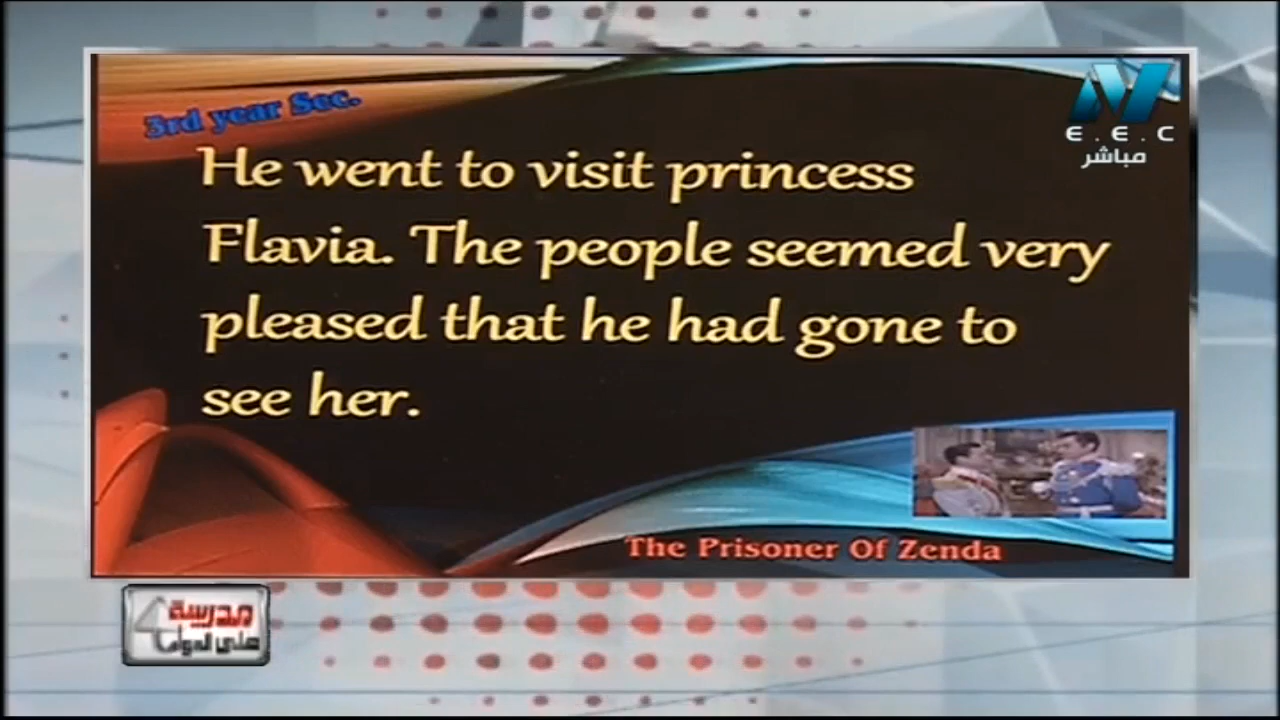 3rd year Sec.
He went to visit princess
Flavia. The people seemed very
pleased that he had gone to
see her.
The Prisoner Of Zenda
E.E.C
مباشر
مدرسة
على الهواء